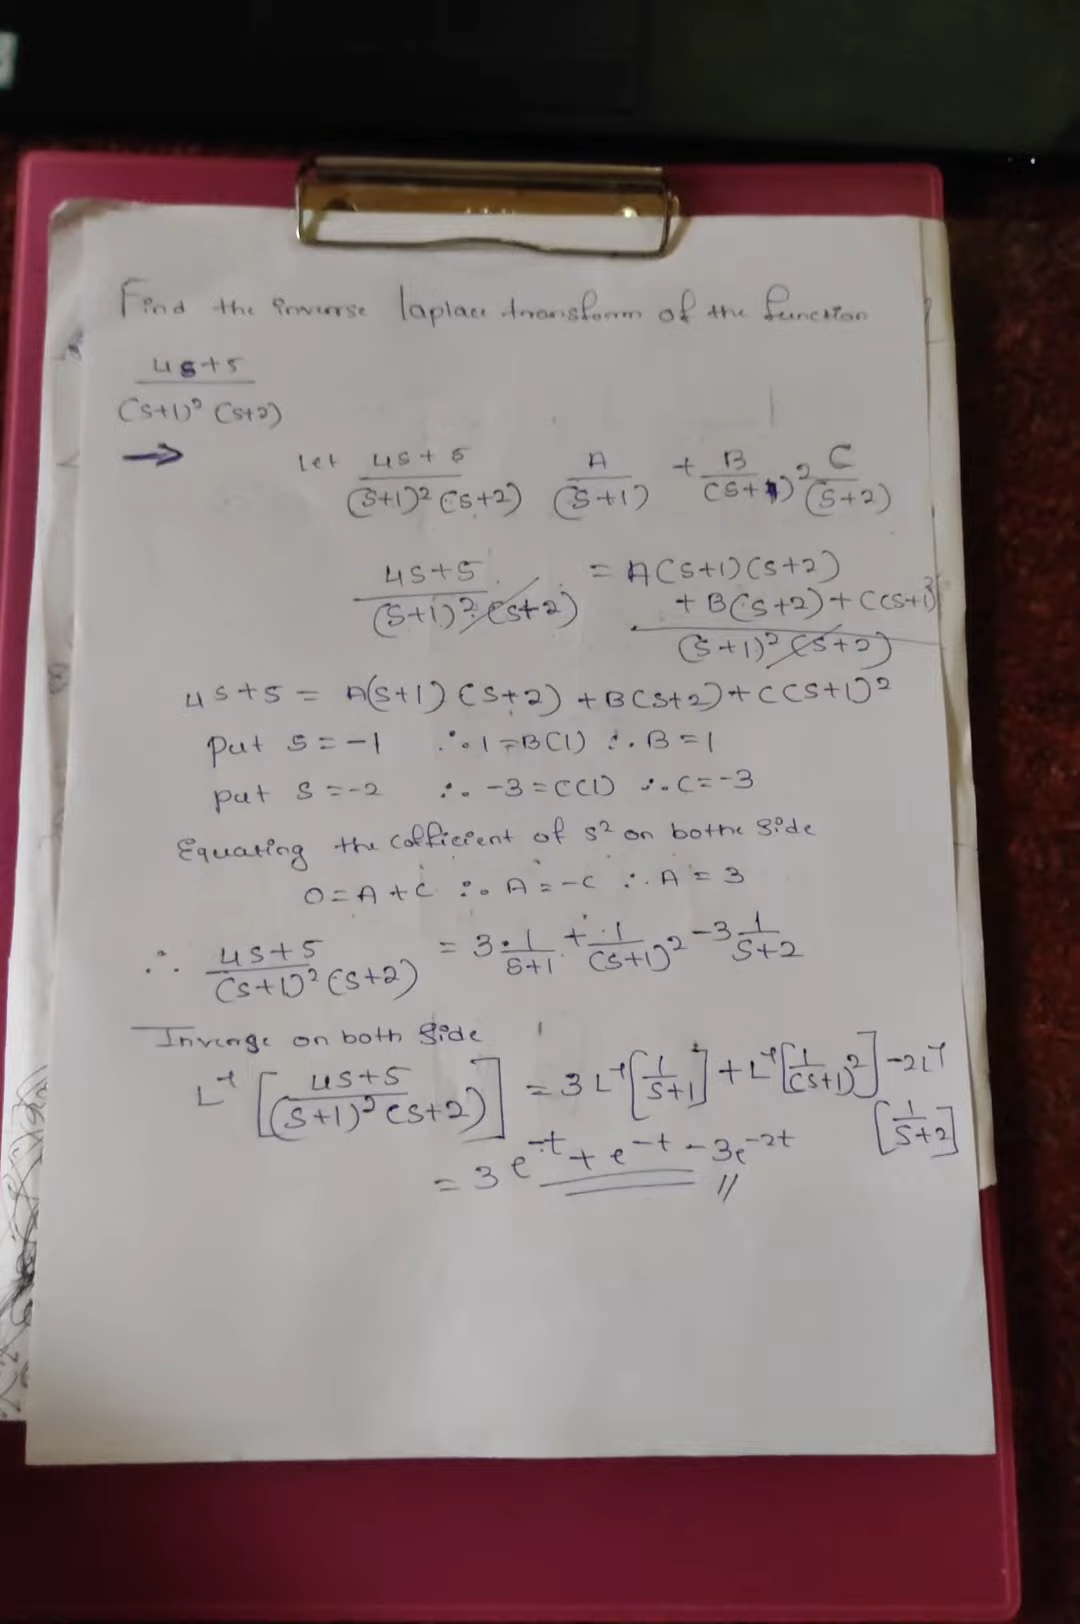 Find the inverse laplace transform of the function
4s+5
(s+1)² (s+2)
→ let 4s+5 / (s+1)² (s+2) A / (s+1) + B / (s+1)² C / (s+2)
4s+5 / (s+1)² (s+2) = A(s+1)(s+2)
+ B(s+2) + C(s+1)²
(s+1)² (s+2)
4s+5 = A(s+1) (s+2) + B(s+2) + C(s+1)²
put s=-1 ∴ 1=B(1) ∴ B=1
put s=-2 ∴ -3=C(1) ∴ C=-3
Equating the cofficient of s² on bothe side
0=A+C ∴ A=-C ∴ A=3
∴ 4s+5 / (s+1)² (s+2) = 3·1/s+1 + 1/(s+1)² -3 1/s+2
Inverge on both side
L⁻¹ [4s+5 / (s+1)² (s+2)] = 3L⁻¹[1/s+1] + L⁻¹[1/(s+1)²] -2L⁻¹
[1/s+2]
= 3e^-t + e^-t - 3e^-2t //